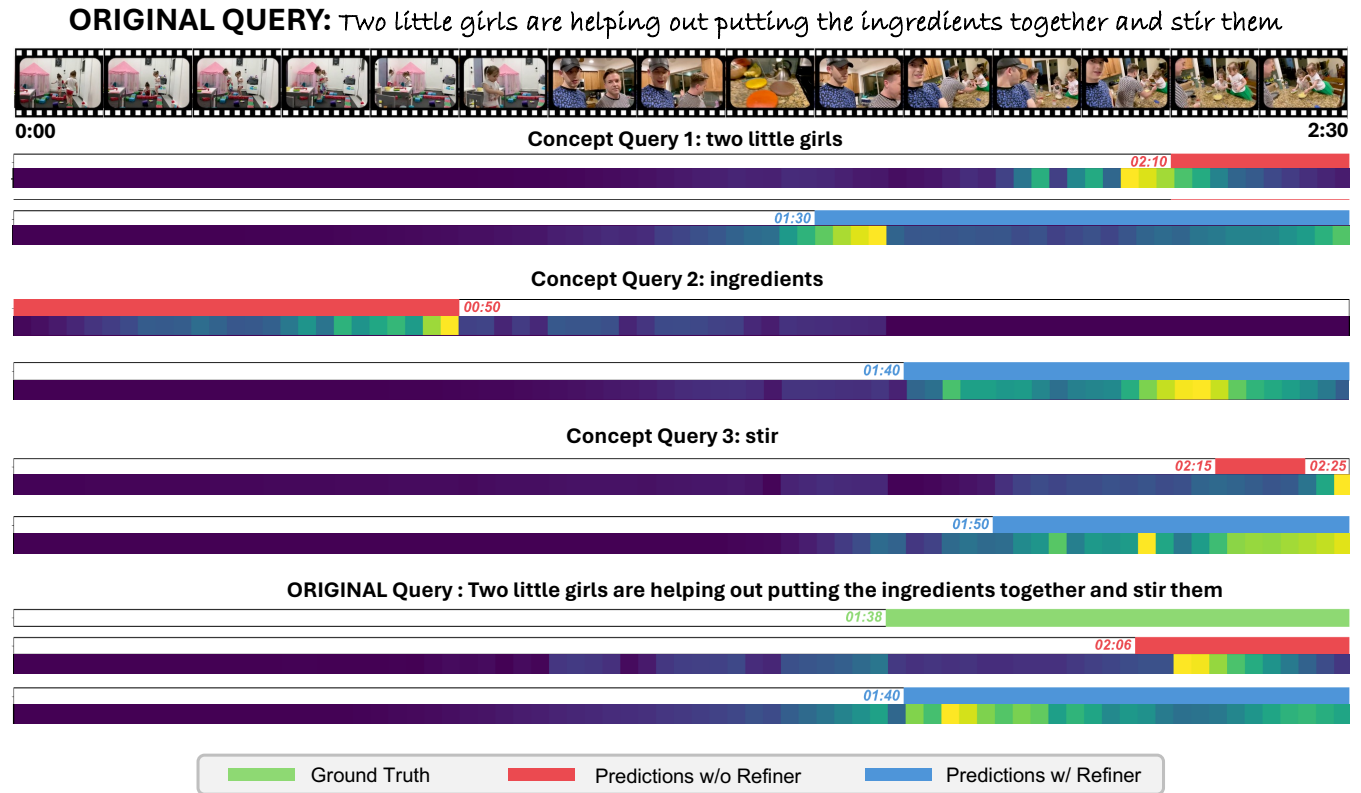 ORIGINAL QUERY: Two little girls are helping out putting the ingredients together and stir them
0:00
2:30
Concept Query 1: two little girls
02:10
01:30
Concept Query 2: ingredients
00:50
01:40
Concept Query 3: stir
02:15
02:25
01:50
ORIGINAL Query : Two little girls are helping out putting the ingredients together and stir them
01:38
02:06
01:40
Ground Truth
Predictions w/o Refiner
Predictions w/ Refiner